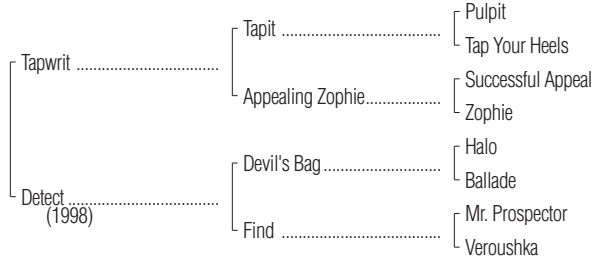 Pulpit
Tapit
Tap Your Heels
Tapwrit
Successful Appeal
Appealing Zophie
Zophie
Halo
Devil's Bag
Ballade
Detect
(1998)
Mr. Prospector
Find
Veroushka